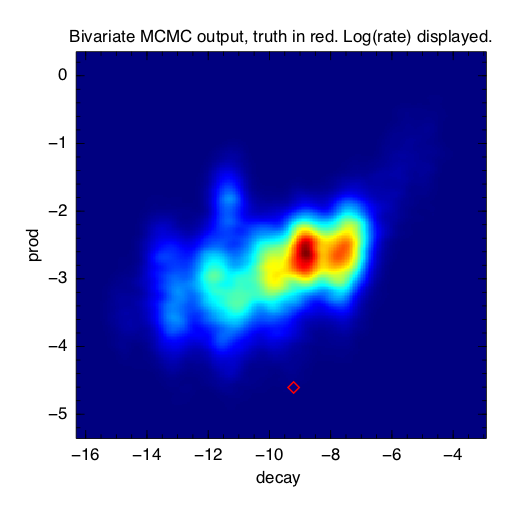 Bivariate MCMC output, truth in red. Log(rate) displayed.
0
−1
−2
−3
−4
−5
prod
−16 −14 −12 −10 −8 −6 −4
decay